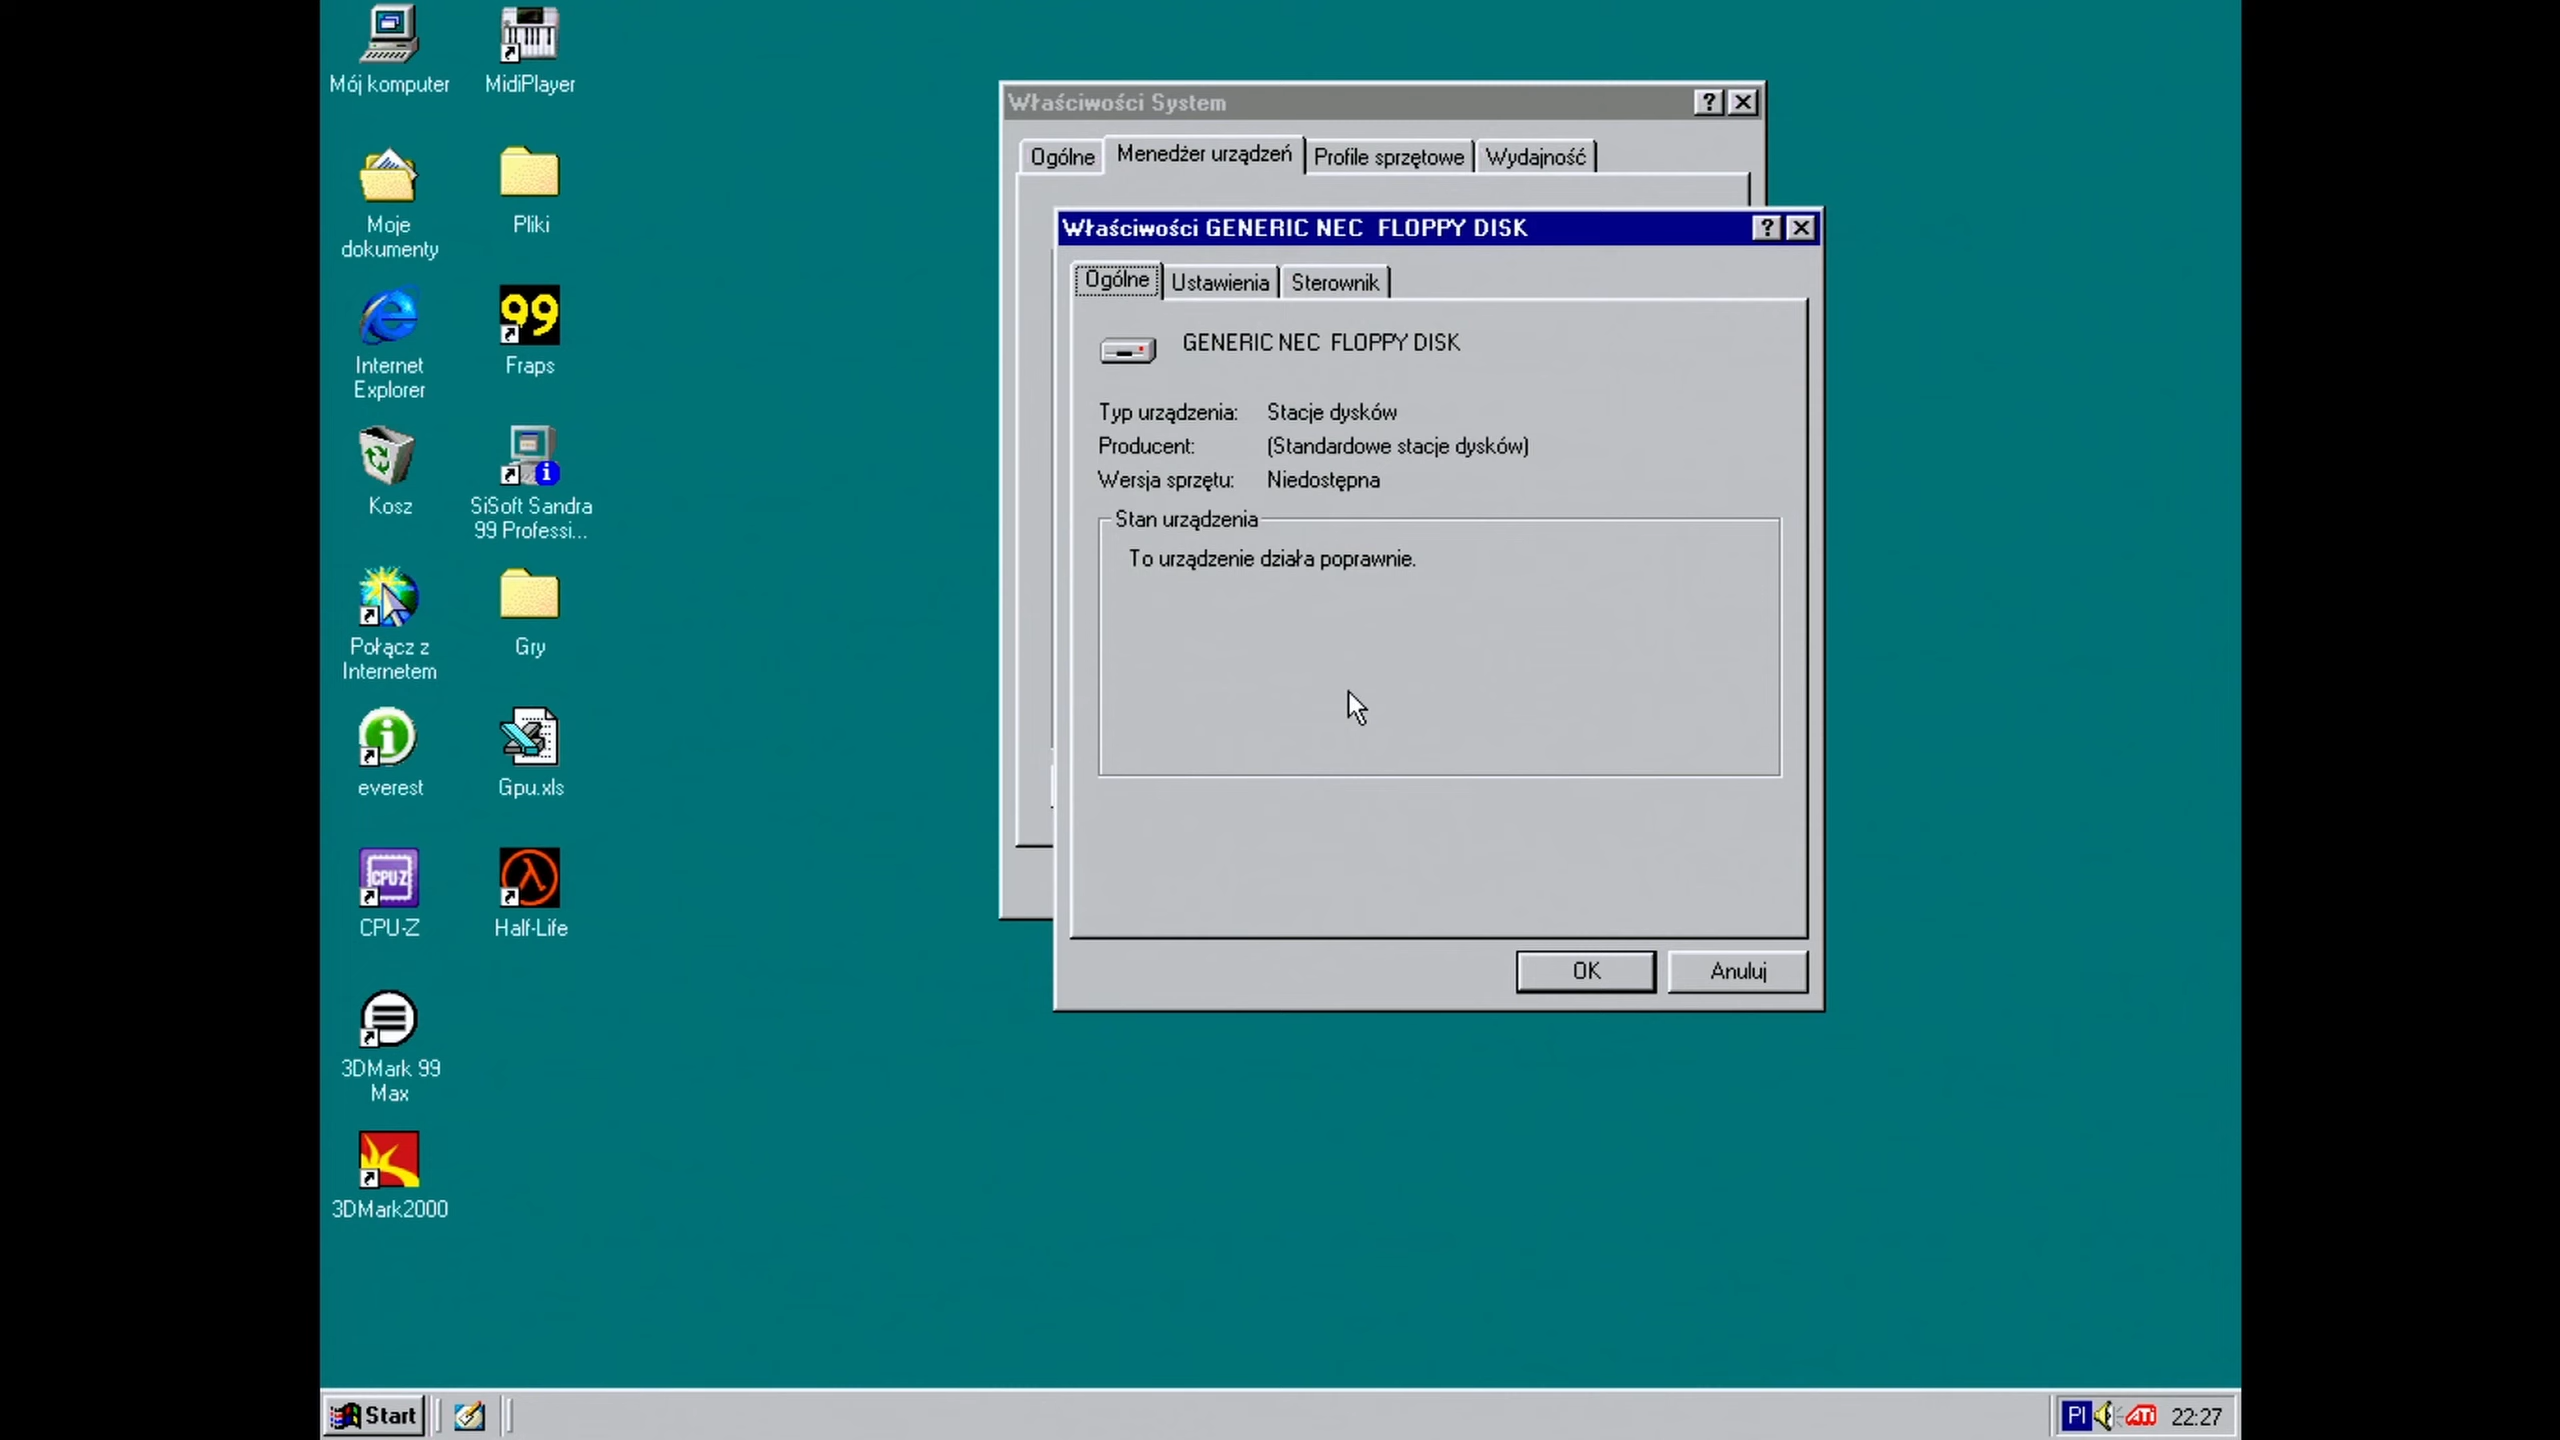 Mój komputer
MidiPlayer
Moje
dokumenty
Pliki
Internet
Explorer
99
Fraps
Kosz
SiSoft Sandra
99 Professi...
Połącz z
Internetem
Gry
everest
Gpu.xls
CPU-Z
CPU-Z
Half-Life
3DMark 99
Max
3DMark2000
Właściwości System
Ogólne
Menedżer urządzeń
Profile sprzętowe
Wydajność
Właściwości GENERIC NEC  FLOPPY DISK
Ogólne
Ustawienia
Sterownik
GENERIC NEC  FLOPPY DISK
Typ urządzenia: Stacje dysków
Producent: (Standardowe stacje dysków)
Wersja sprzętu: Niedostępna
Stan urządzenia
To urządzenie działa poprawnie.
OK
Anuluj
Start
Pl
ATI
22:27